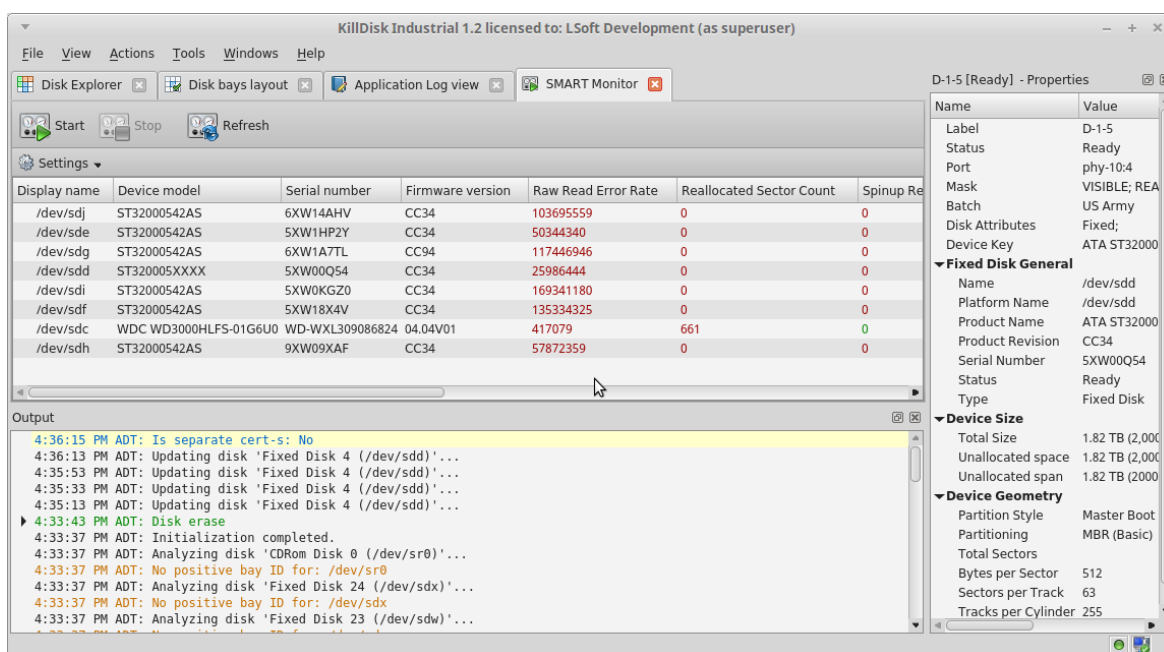 KillDisk Industrial 1.2 licensed to: LSoft Development (as superuser)
File View Actions Tools Windows Help
Disk Explorer Disk bays layout Application Log view SMART Monitor
Start Stop Refresh
Settings
Display name Device model Serial number Firmware version Raw Read Error Rate Reallocated Sector Count Spinup Re
/dev/sdj ST32000542AS 6XW14AHV CC34 103695559 0 0
/dev/sde ST32000542AS 5XW1HP2Y CC34 50344340 0 0
/dev/sdg ST32000542AS 6XW1A7TL CC94 117446946 0 0
/dev/sdd ST320005XXXX 5XW00Q54 CC34 25986444 0 0
/dev/sdi ST32000542AS 5XW0KGZ0 CC34 169341180 0 0
/dev/sdf ST32000542AS 5XW18X4V CC34 135334325 0 0
/dev/sdc WDC WD3000HLFS-01G6U0 WD-WXL309086824 04.04V01 417079 661 0
/dev/sdh ST32000542AS 9XW09XAF CC34 57872359 0 0
Output
4:36:15 PM ADT: Is separate cert-s: No
4:36:13 PM ADT: Updating disk 'Fixed Disk 4 (/dev/sdd)'...
4:35:53 PM ADT: Updating disk 'Fixed Disk 4 (/dev/sdd)'...
4:35:33 PM ADT: Updating disk 'Fixed Disk 4 (/dev/sdd)'...
4:35:13 PM ADT: Updating disk 'Fixed Disk 4 (/dev/sdd)'...
4:33:43 PM ADT: Disk erase
4:33:37 PM ADT: Initialization completed.
4:33:37 PM ADT: Analyzing disk 'CDRom Disk 0 (/dev/sr0)'...
4:33:37 PM ADT: No positive bay ID for: /dev/sr0
4:33:37 PM ADT: Analyzing disk 'Fixed Disk 24 (/dev/sdx)'...
4:33:37 PM ADT: No positive bay ID for: /dev/sdx
4:33:37 PM ADT: Analyzing disk 'Fixed Disk 23 (/dev/sdw)'...
D-1-5 [Ready] - Properties
Name Value
Label D-1-5
Status Ready
Port phy-10:4
Mask VISIBLE; REA
Batch US Army
Disk Attributes Fixed;
Device Key ATA ST32000
Fixed Disk General
Name /dev/sdd
Platform Name /dev/sdd
Product Name ATA ST32000
Product Revision CC34
Serial Number 5XW00Q54
Status Ready
Type Fixed Disk
Device Size
Total Size 1.82 TB (2,000
Unallocated space 1.82 TB (2,000
Unallocated span 1.82 TB (2000
Device Geometry
Partition Style Master Boot
Partitioning MBR (Basic)
Total Sectors
Bytes per Sector 512
Sectors per Track 63
Tracks per Cylinder 255